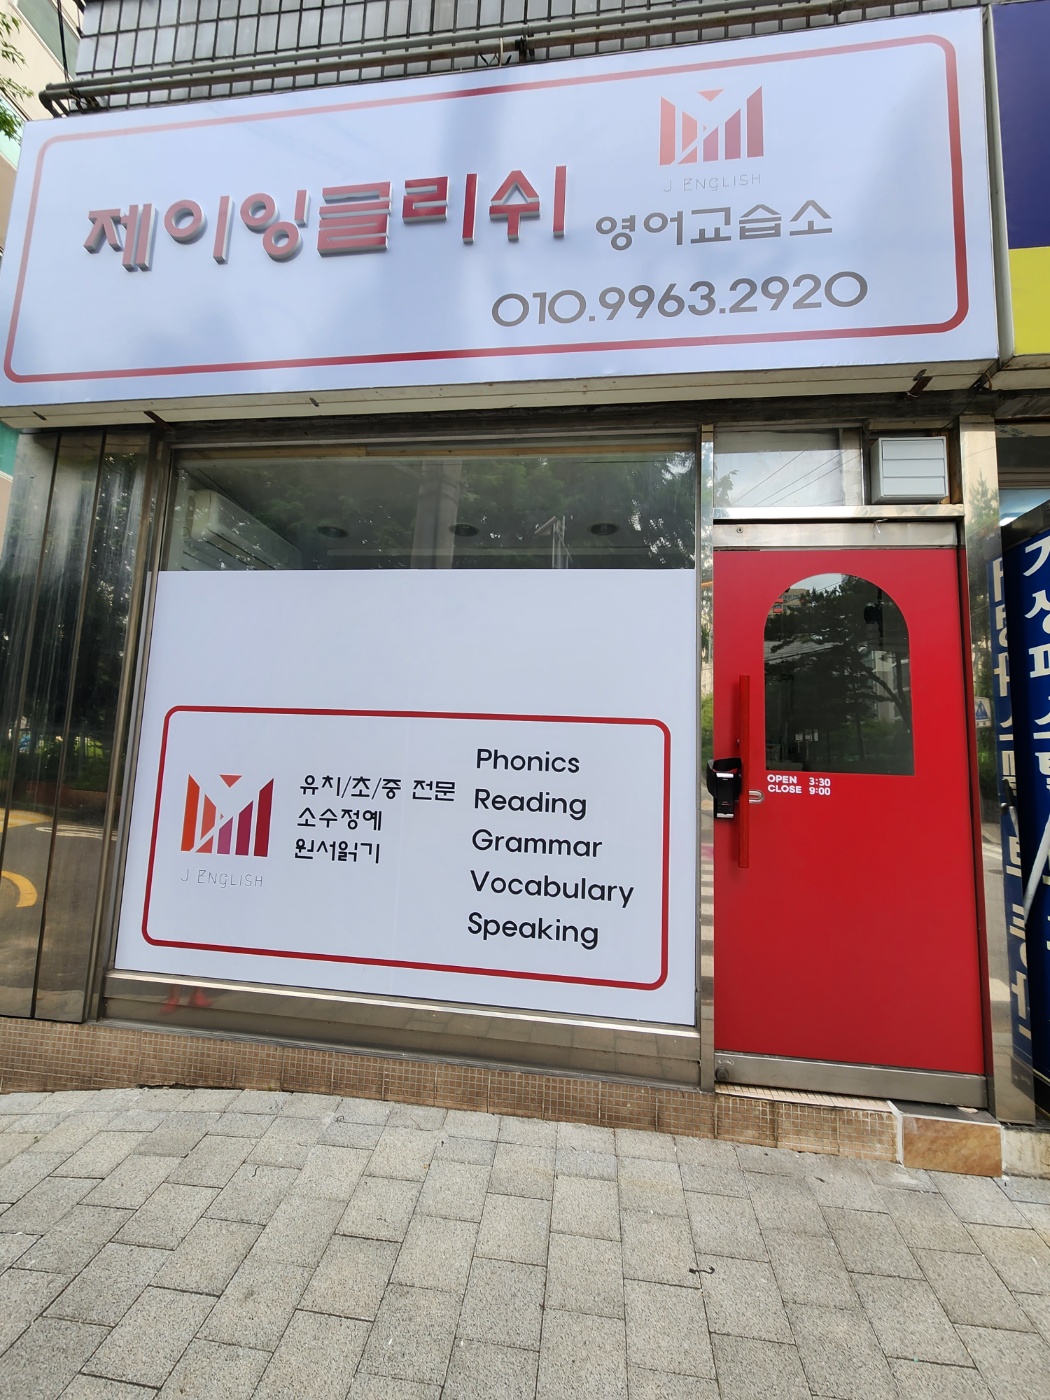 J ENGLISH
제이잉글리쉬 영어교습소
010.9963.2920
J ENGLISH
유치/초/중 전문
소수정예
원서읽기
Phonics
Reading
Grammar
Vocabulary
Speaking
OPEN 3:30
CLOSE 9:00